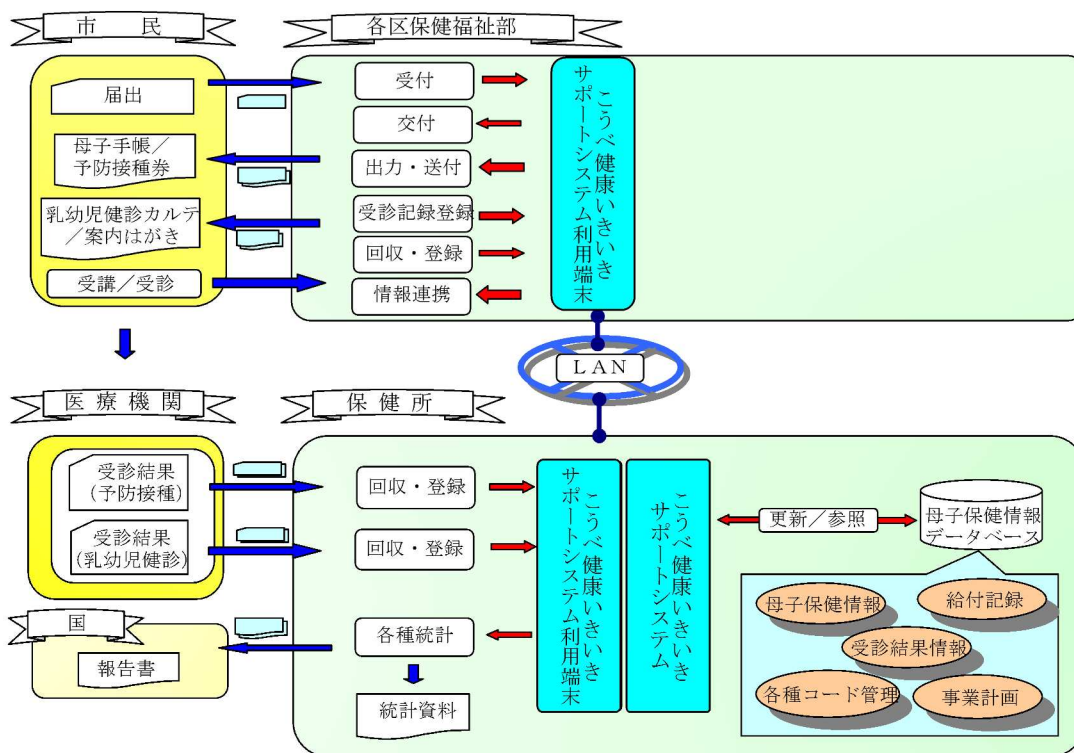 市 民
各区保健福祉部
届出
母子手帳／
予防接種券
乳幼児健診カルテ
／案内はがき
受講／受診
受付
交付
出力・送付
受診記録登録
回収・登録
情報連携
こうべ健康いきいき
サポートシステム利用端末
LAN
医 療 機 関
保 健 所
受診結果
(予防接種)
受診結果
(乳幼児健診)
国
報告書
回収・登録
回収・登録
各種統計
統計資料
こうべ健康いきいき
サポートシステム利用端末
こうべ健康いきいき
サポートシステム
更新／参照
母子保健情報
データベース
母子保健情報
給付記録
受診結果情報
各種コード管理
事業計画